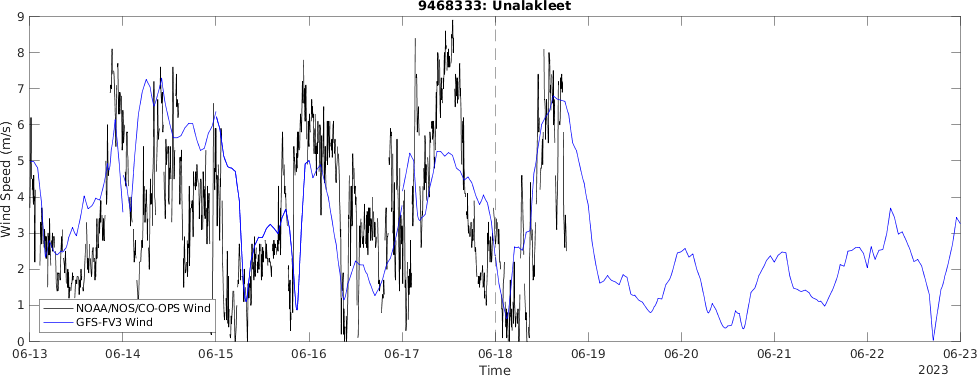 9468333: Unalakleet
9
8
7
6
5
4
3
2
1
0
Wind Speed (m/s)
NOAA/NOS/CO-OPS Wind
GFS-FV3 Wind
06-13 06-14 06-15 06-16 06-17 06-18 06-19 06-20 06-21 06-22 06-23
Time
2023